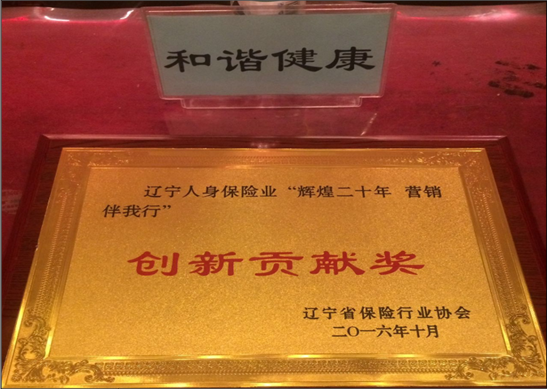 和谐健康
辽宁人身保险业“辉煌二十年 营销
伴我行”
创新贡献奖
辽宁省保险行业协会
二〇一六年十月